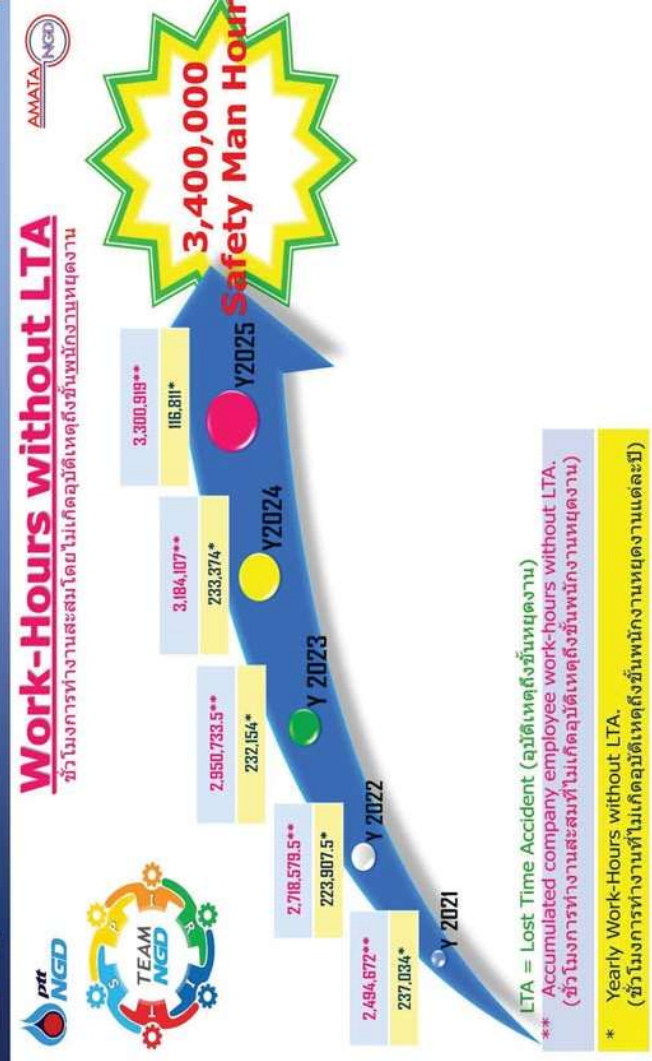 ptt
NGD
Work-Hours without LTA
AMATA NGD
ชั่วโมงการทำงานสะสมโดยไม่เกิดอุบัติเหตุถึงขั้นพนักงานหยุดงาน
S P I R I T
TEAM
NGD
3,400,000
Safety Man Hour
2,494,672**
237,034*
Y 2021
2,718,579.5**
223,907.5*
Y 2022
2,950,733.5**
232,154*
Y 2023
3,184,107**
233,374*
Y2024
3,300,919**
116,811*
Y2025
LTA = Lost Time Accident (อุบัติเหตุถึงขั้นหยุดงาน)
** Accumulated company employee work-hours without LTA.
(ชั่วโมงการทำงานสะสมที่ไม่เกิดอุบัติเหตุถึงขั้นพนักงานหยุดงาน)
* Yearly Work-Hours without LTA.
(ชั่วโมงการทำงานที่ไม่เกิดอุบัติเหตุถึงขั้นพนักงานหยุดงานแต่ละปี)